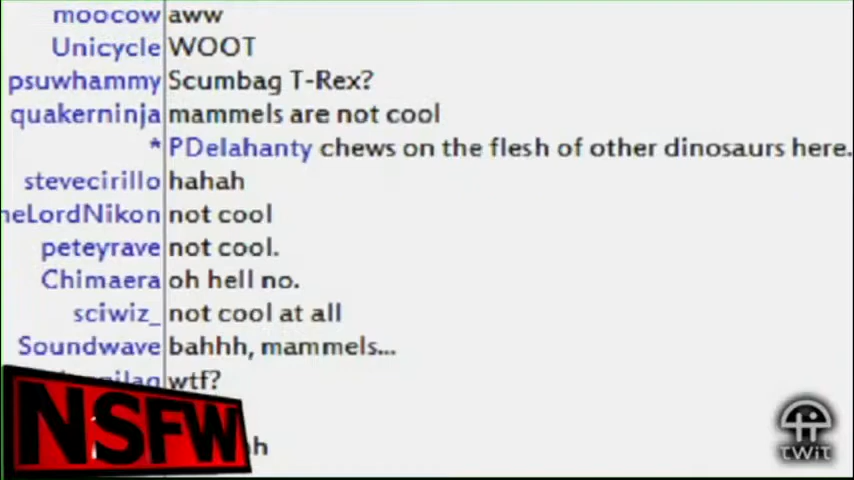 moocow aww
Unicycle WOOT
psuwhammy Scumbag T-Rex?
quakerninja mammels are not cool
* PDelahanty chews on the flesh of other dinosaurs here.
stevecirillo hahah
neLordNikon not cool
peteyrave not cool.
Chimaera oh hell no.
sciwiz_ not cool at all
Soundwave bahhh, mammels...
wtf?
NSFW
TWiT